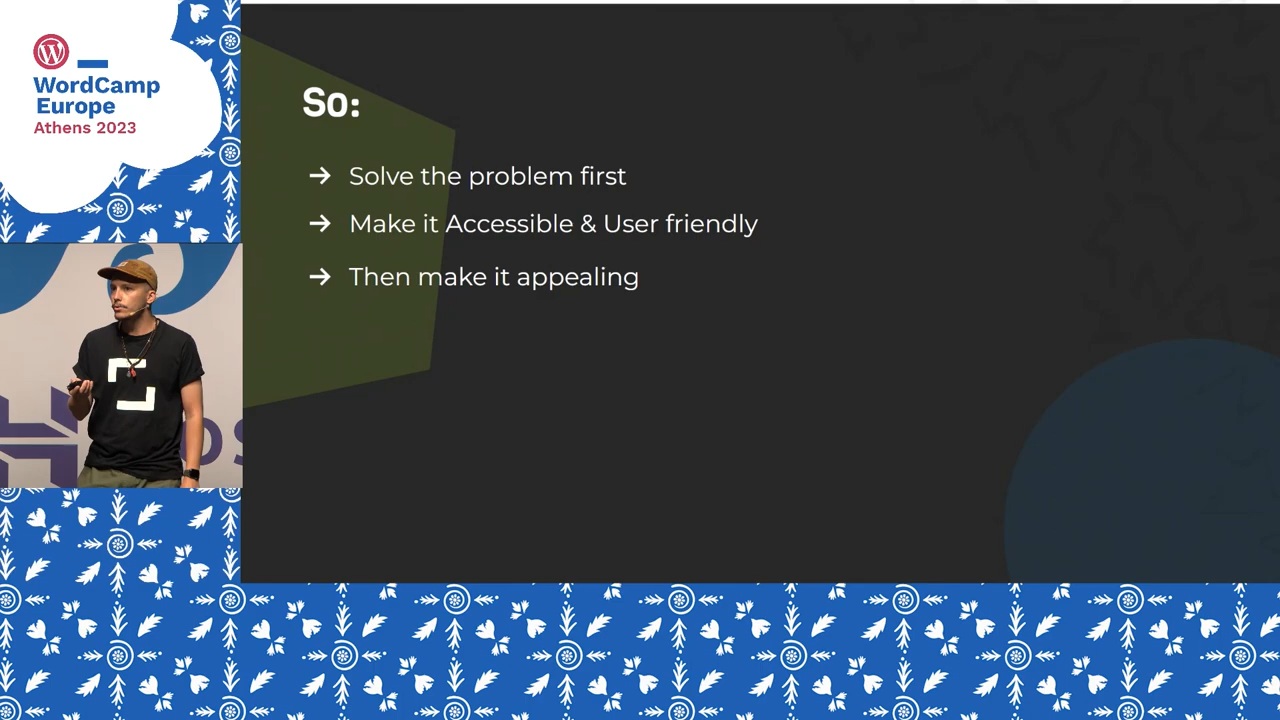 WordCamp
Europe
Athens 2023
So:
→ Solve the problem first
→ Make it Accessible & User friendly
→ Then make it appealing